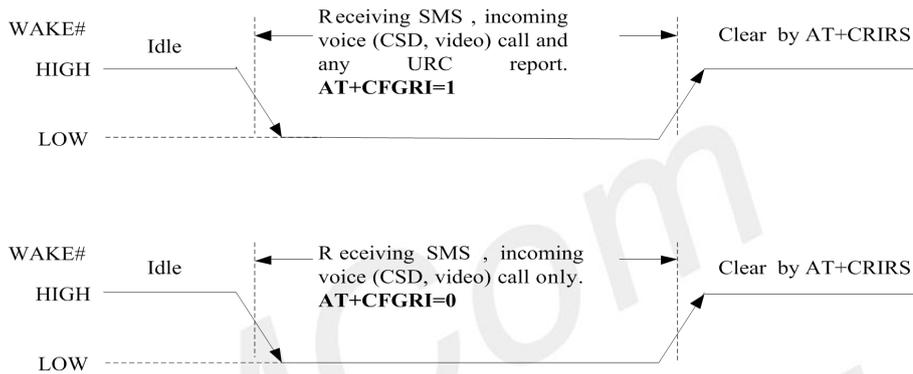 WAKE#
Idle
Receiving SMS , incoming
voice (CSD, video) call and
any URC report.
AT+CFGRI=1
Clear by AT+CRIRS
HIGH
LOW
WAKE#
Idle
R eceiving SMS , incoming
voice (CSD, video) call only.
AT+CFGRI=0
Clear by AT+CRIRS
HIGH
LOW